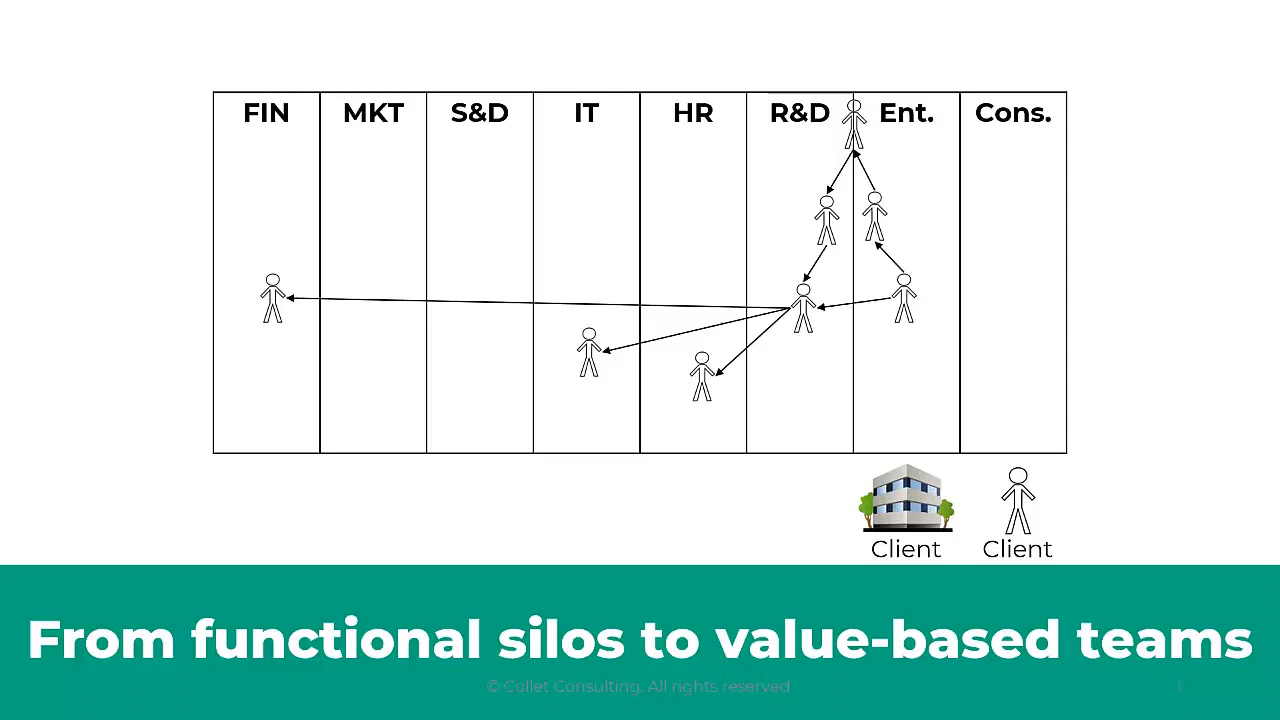 FIN MKT S&D IT HR R&D Ent. Cons.
Client Client
From functional silos to value-based teams
© Collet Consulting. All rights reserved